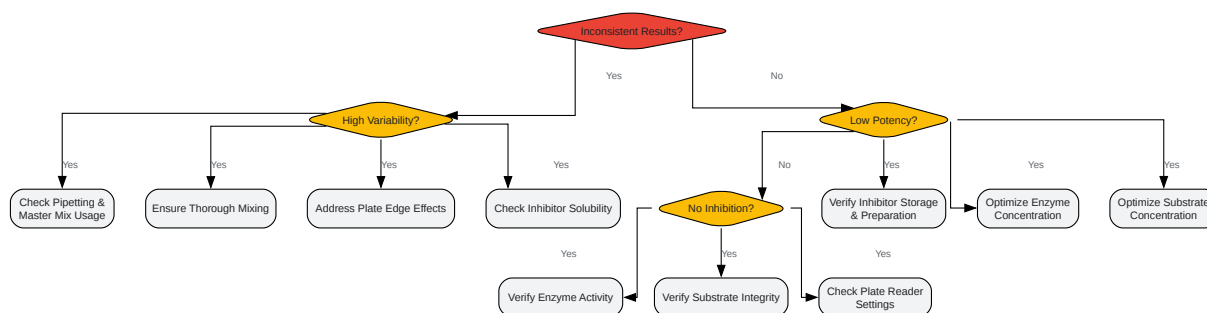 Inconsistent Results?
Yes
No
High Variability?
Low Potency?
Yes
Yes
Yes
Yes
No
Yes
Yes
Yes
Check Pipetting &
Master Mix Usage
Ensure Thorough Mixing
Address Plate Edge Effects
Check Inhibitor Solubility
No Inhibition?
Verify Inhibitor Storage
& Preparation
Optimize Enzyme
Concentration
Optimize Substrate
Concentration
Yes
Yes
Yes
Verify Enzyme Activity
Verify Substrate Integrity
Check Plate Reader
Settings